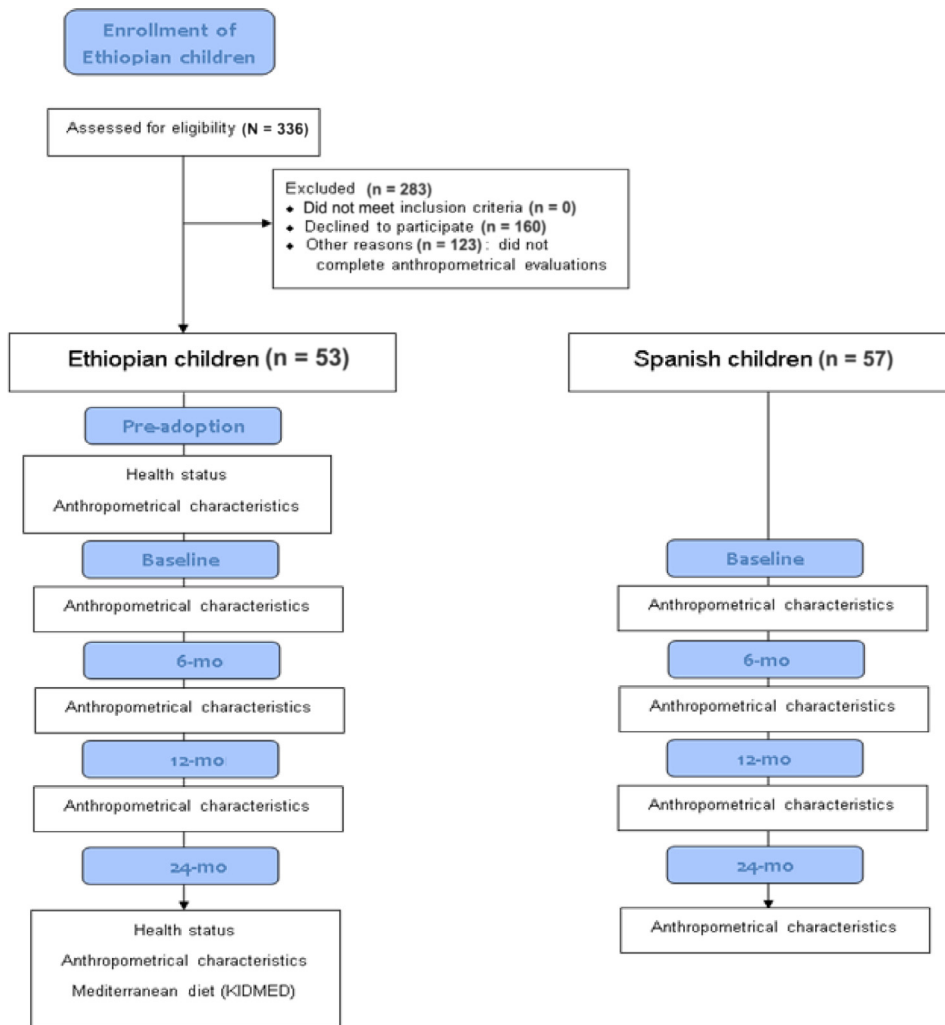 Enrollment of
Ethiopian children
Assessed for eligibility (N = 336)
Excluded (n = 283)
◆ Did not meet inclusion criteria (n = 0)
◆ Declined to participate (n = 160)
◆ Other reasons (n = 123) : did not
complete anthropometrical evaluations
Ethiopian children (n = 53)
Pre-adoption
Health status
Anthropometrical characteristics
Baseline
Anthropometrical characteristics
6-mo
Anthropometrical characteristics
12-mo
Anthropometrical characteristics
24-mo
Health status
Anthropometrical characteristics
Mediterranean diet (KIDMED)
Spanish children (n = 57)
Baseline
Anthropometrical characteristics
6-mo
Anthropometrical characteristics
12-mo
Anthropometrical characteristics
24-mo
Anthropometrical characteristics